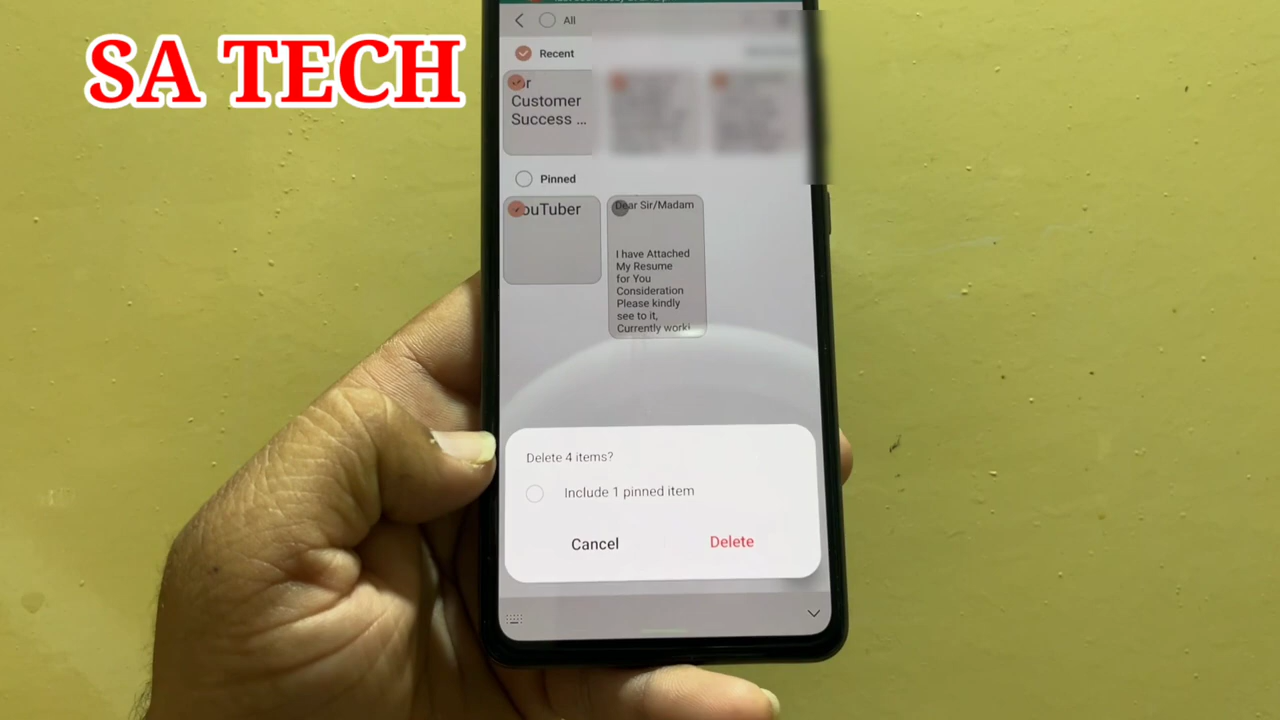 SA TECH
All
Recent
Customer
Success ...
Pinned
YouTuber
Dear Sir/Madam
I have Attached
My Resume
for You
Consideration
Please kindly
see to it,
Currently worki
Delete 4 items?
Include 1 pinned item
Cancel
Delete